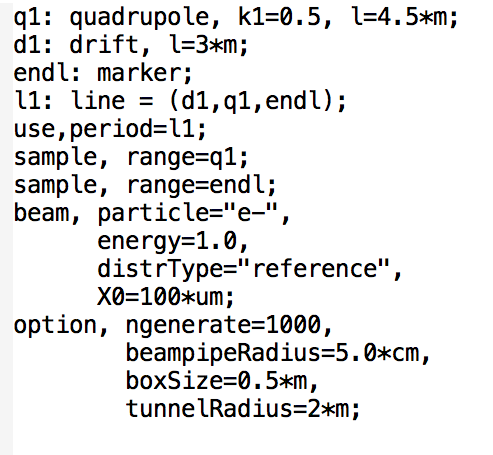 q1: quadrupole, k1=0.5, l=4.5*m;
d1: drift, l=3*m;
endl: marker;
l1: line = (d1,q1,endl);
use,period=l1;
sample, range=q1;
sample, range=endl;
beam, particle="e-",
      energy=1.0,
      distrType="reference",
      X0=100*um;
option, ngenerate=1000,
        beampipeRadius=5.0*cm,
        boxSize=0.5*m,
        tunnelRadius=2*m;